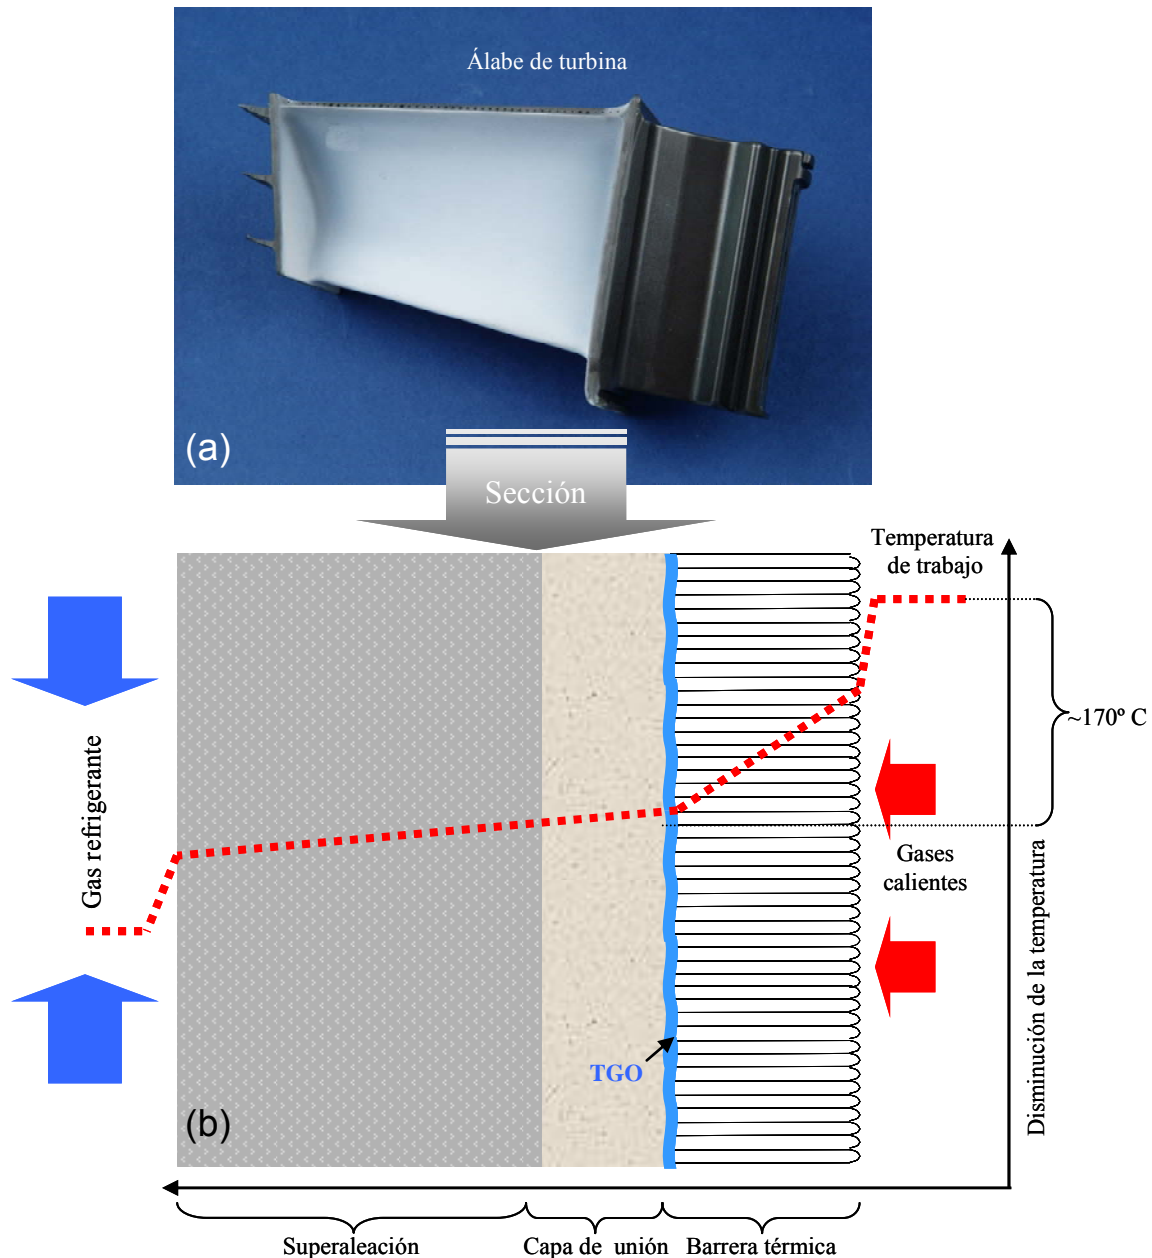 Álabe de turbina
(a)
Sección
Temperatura
de trabajo
~170º C
Gas refrigerante
Gases
calientes
Disminución de la temperatura
TGO
(b)
Superaleación
Capa de unión
Barrera térmica